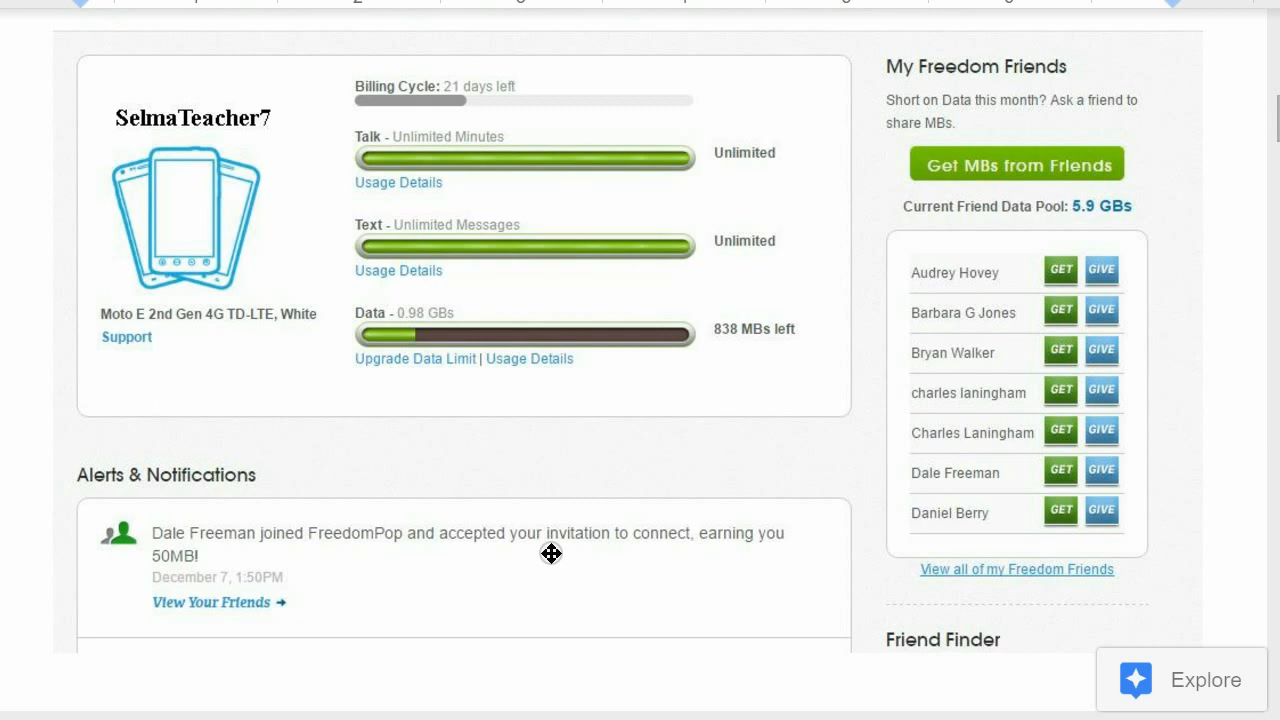 SelmaTeacher7
Moto E 2nd Gen 4G TD-LTE, White
Support
Billing Cycle: 21 days left
Talk - Unlimited Minutes
Unlimited
Usage Details
Text - Unlimited Messages
Unlimited
Usage Details
Data - 0.98 GBs
838 MBs left
Upgrade Data Limit | Usage Details
Alerts & Notifications
Dale Freeman joined FreedomPop and accepted your invitation to connect, earning you
50MB!
December 7, 1:50PM
View Your Friends
My Freedom Friends
Short on Data this month? Ask a friend to
share MBs.
Get MBs from Friends
Current Friend Data Pool: 5.9 GBs
Audrey Hovey GET GIVE
Barbara G Jones GET GIVE
Bryan Walker GET GIVE
charles laningham GET GIVE
Charles Laningham GET GIVE
Dale Freeman GET GIVE
Daniel Berry GET GIVE
View all of my Freedom Friends
Friend Finder
Explore